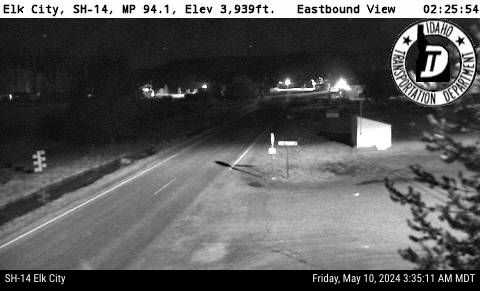 Elk City, SH-14, MP 94.1, Elev 3,939ft. Eastbound View 02:25:54
IDAHO
TRANSPORTATION DEPARTMENT
SH-14 Elk City Friday, May 10, 2024 3:35:11 AM MDT